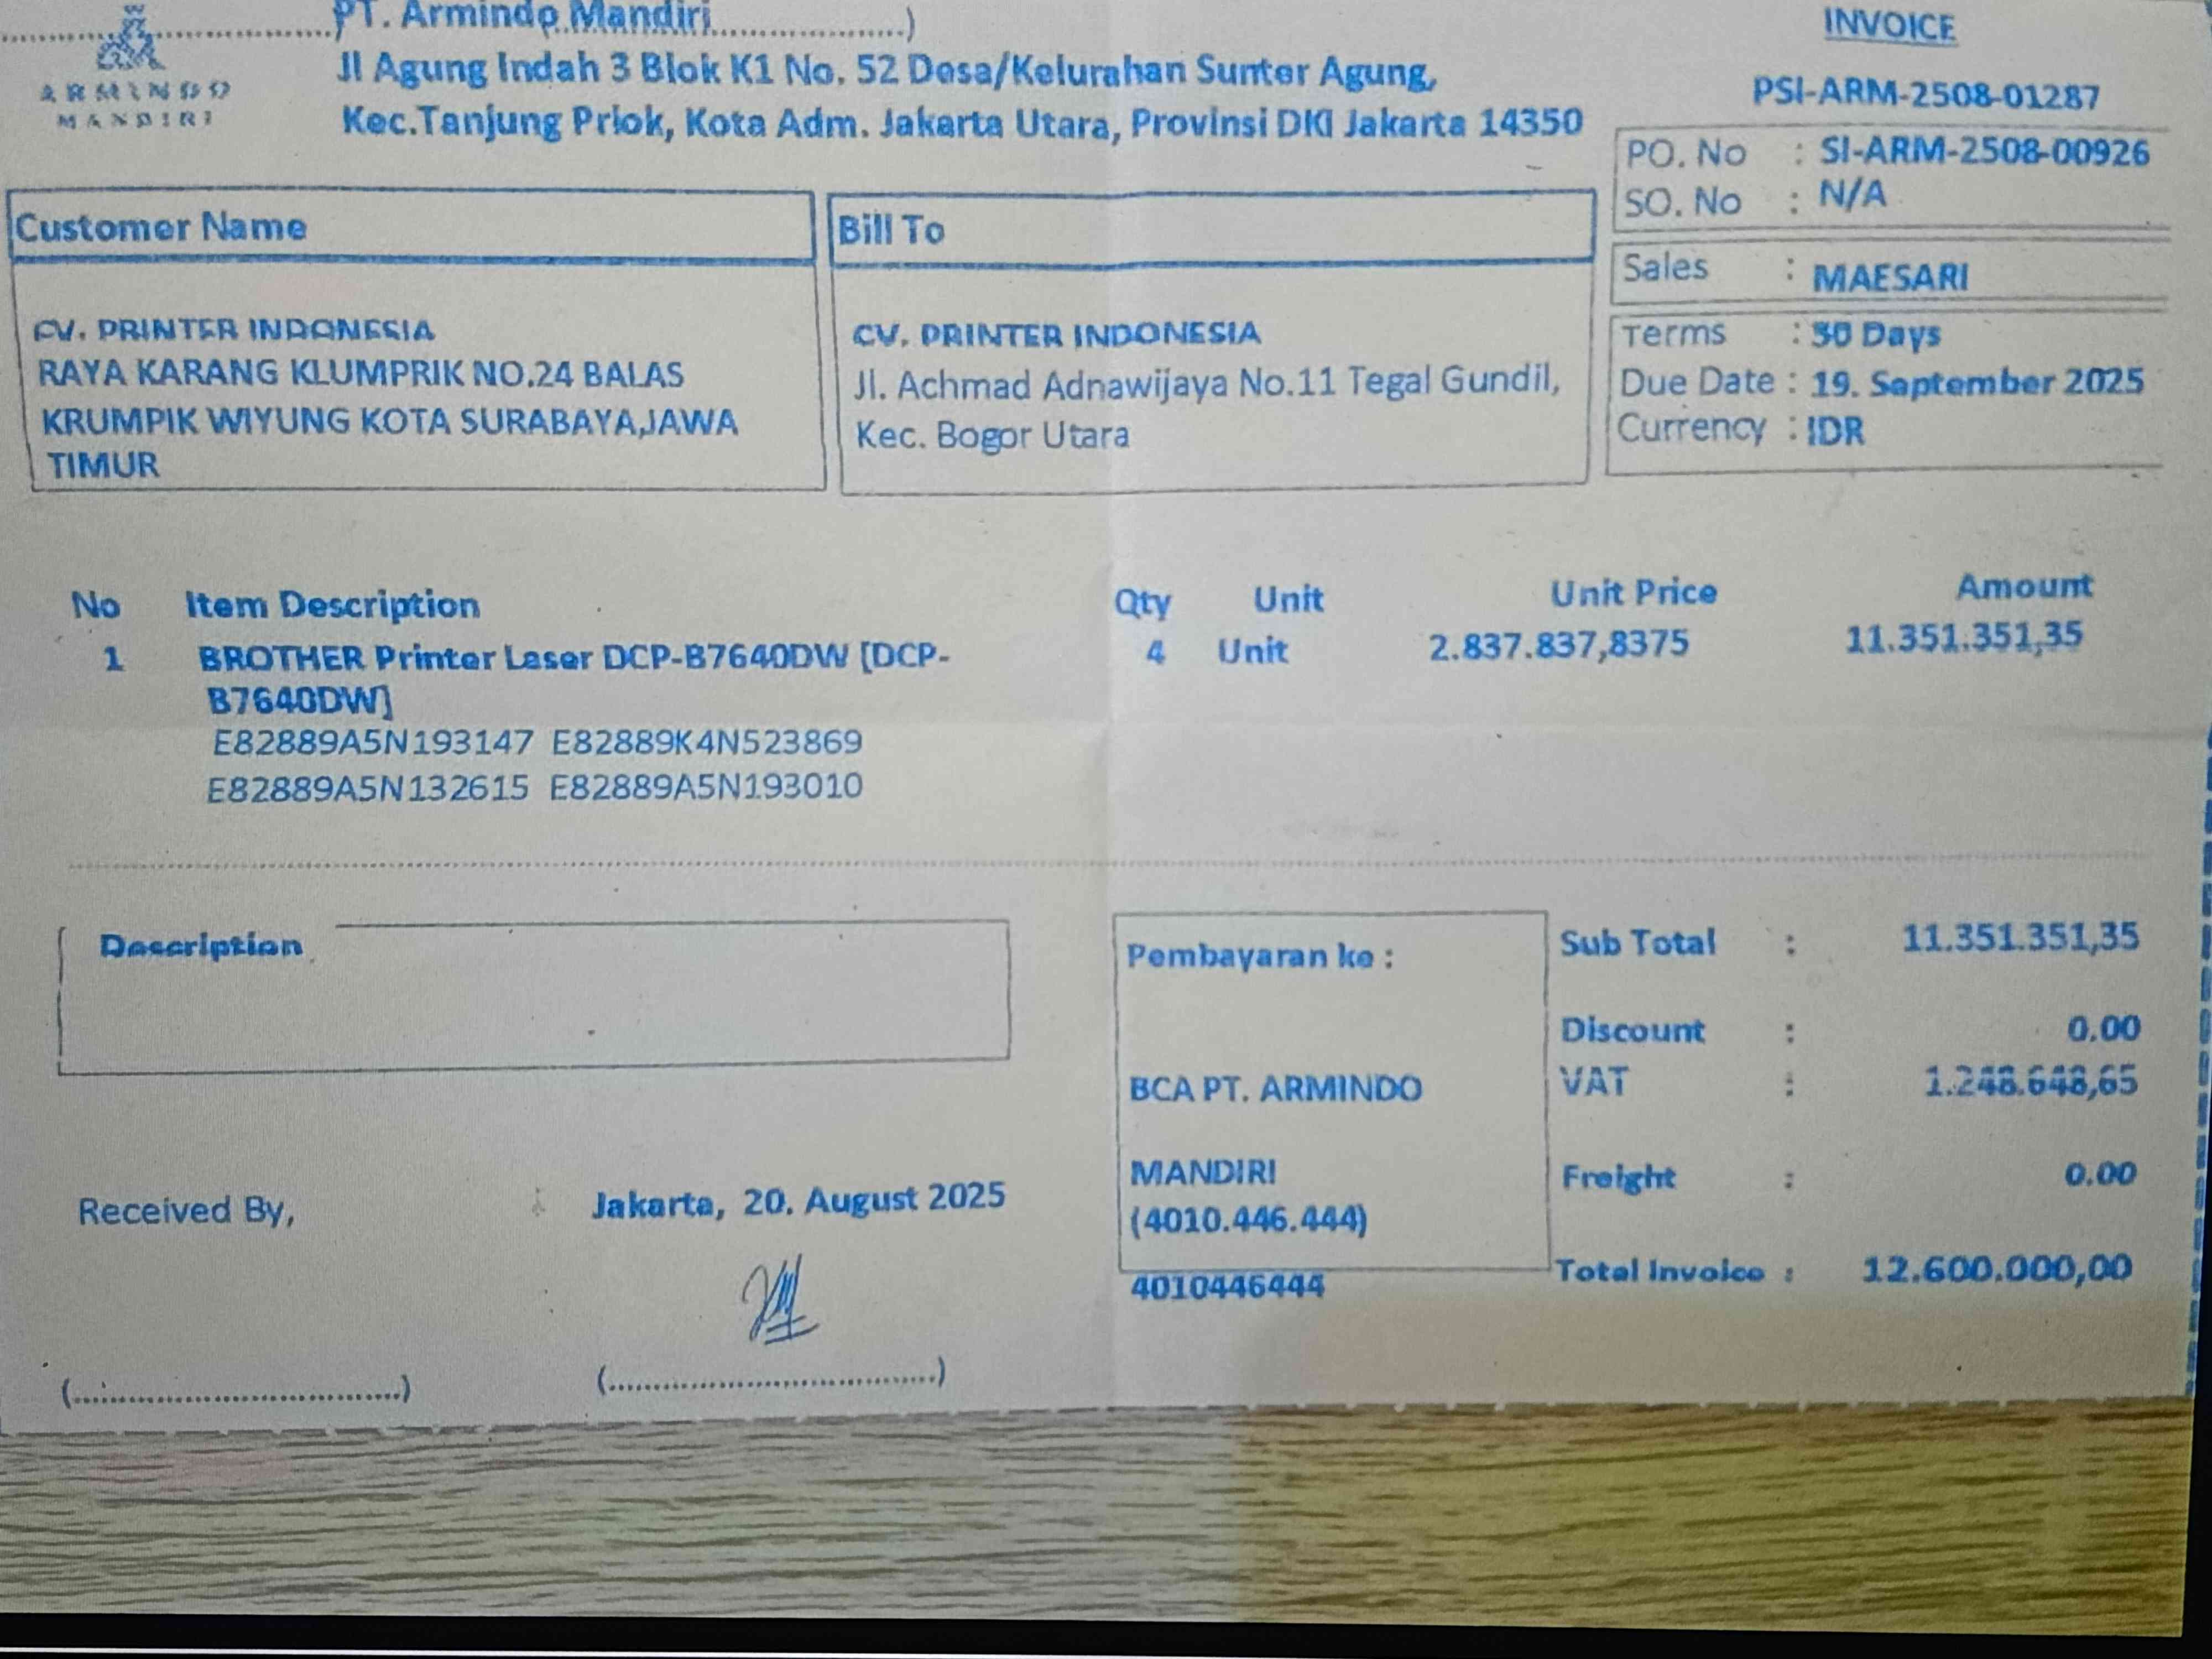 PT. Armindo Mandiri
ARMINDO
MANDIRI
Jl Agung Indah 3 Blok K1 No. 52 Desa/Kelurahan Sunter Agung,
Kec.Tanjung Priok, Kota Adm. Jakarta Utara, Provinsi DKI Jakarta 14350
INVOICE
PSI-ARM-2508-01287
PO. No : SI-ARM-2508-00926
SO. No : N/A
Sales : MAESARI
Terms : 30 Days
Due Date : 19. September 2025
Currency : IDR
Customer Name
CV. PRINTER INDONESIA
RAYA KARANG KLUMPRIK NO.24 BALAS
KRUMPIK WIYUNG KOTA SURABAYA,JAWA
TIMUR
Bill To
CV. PRINTER INDONESIA
Jl. Achmad Adnawijaya No.11 Tegal Gundil,
Kec. Bogor Utara
No Item Description Qty Unit Unit Price Amount
1 BROTHER Printer Laser DCP-B7640DW [DCP- 4 Unit 2.837.837,8375 11.351.351,35
B7640DW]
E82889A5N193147 E82889K4N523869
E82889A5N132615 E82889A5N193010
Description
Received By,
Jakarta, 20. August 2025
(..................................)
(..................................)
Pembayaran ke :
BCA PT. ARMINDO
MANDIRI
(4010.446.444)
4010446444
Sub Total : 11.351.351,35
Discount : 0.00
VAT : 1.248.648,65
Freight : 0.00
Total Invoice : 12.600.000,00